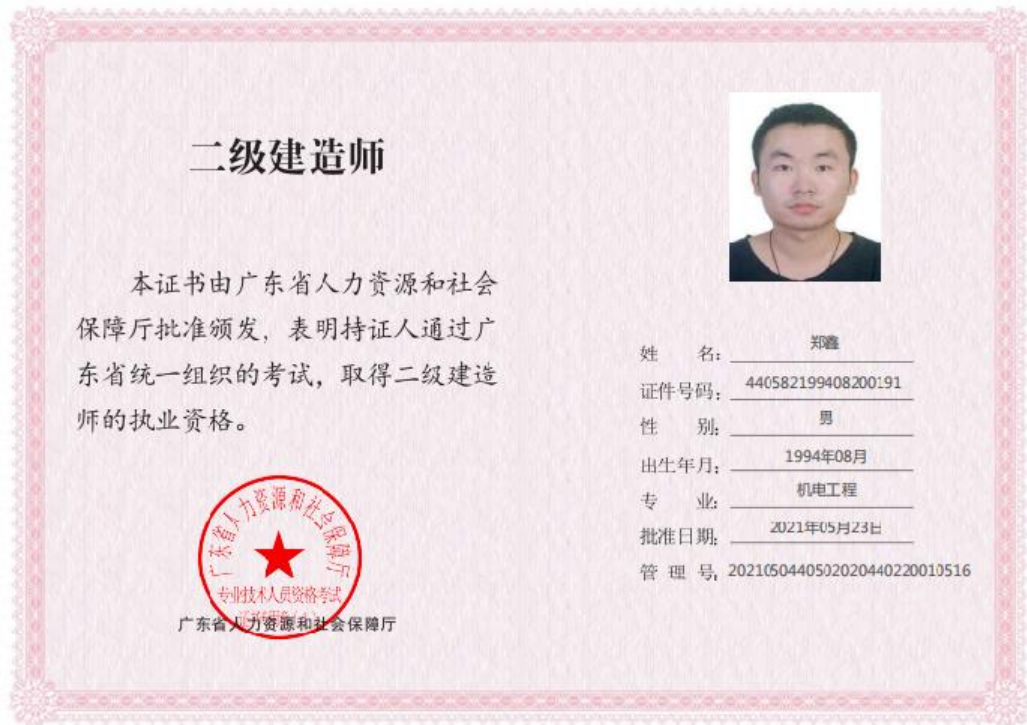 二级建造师
本证书由广东省人力资源和社会
保障厅批准颁发，表明持证人通过广
东省统一组织的考试，取得二级建造
师的执业资格。
广东省人力资源和社会保障厅
专业技术人员资格考试
广东省人力资源和社会保障厅
姓名：郑鑫
证件号码：440582199408200191
性别：男
出生年月：1994年08月
专业：机电工程
批准日期：2021年05月23日
管理号：2021050440502020440220010516